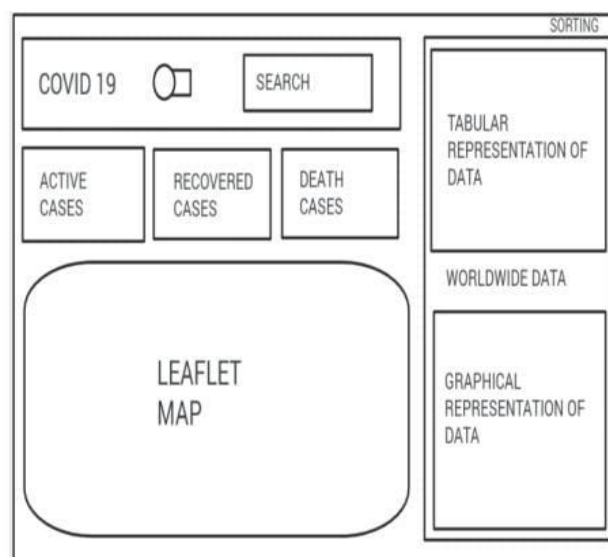 SORTING
COVID 19
SEARCH
ACTIVE
CASES
RECOVERED
CASES
DEATH
CASES
TABULAR
REPRESENTATION OF
DATA
WORLDWIDE DATA
LEAFLET
MAP
GRAPHICAL
REPRESENTATION OF
DATA